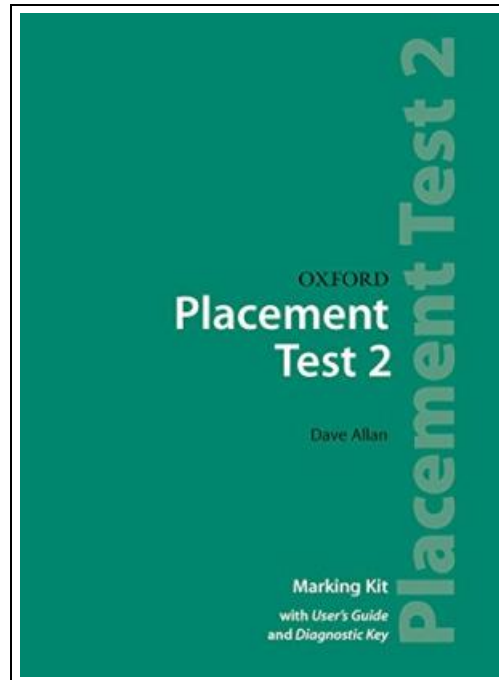 OXFORD
Placement
Test 2
Dave Allan
Marking Kit
with User's Guide
and Diagnostic Key
Placement Test 2